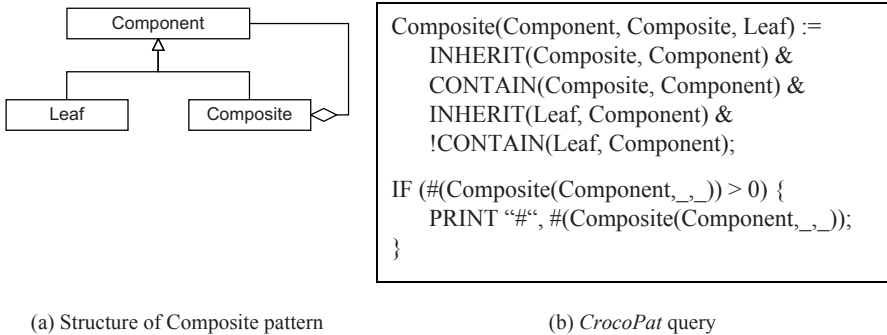 Component
Leaf
Composite
Composite(Component, Composite, Leaf) :=
INHERIT(Composite, Component) &
CONTAIN(Composite, Component) &
INHERIT(Leaf, Component) &
!CONTAIN(Leaf, Component);
IF (#(Composite(Component,_,_)) > 0) {
PRINT “#“, #(Composite(Component,_,_));
}
(a) Structure of Composite pattern
(b) CrocoPat query